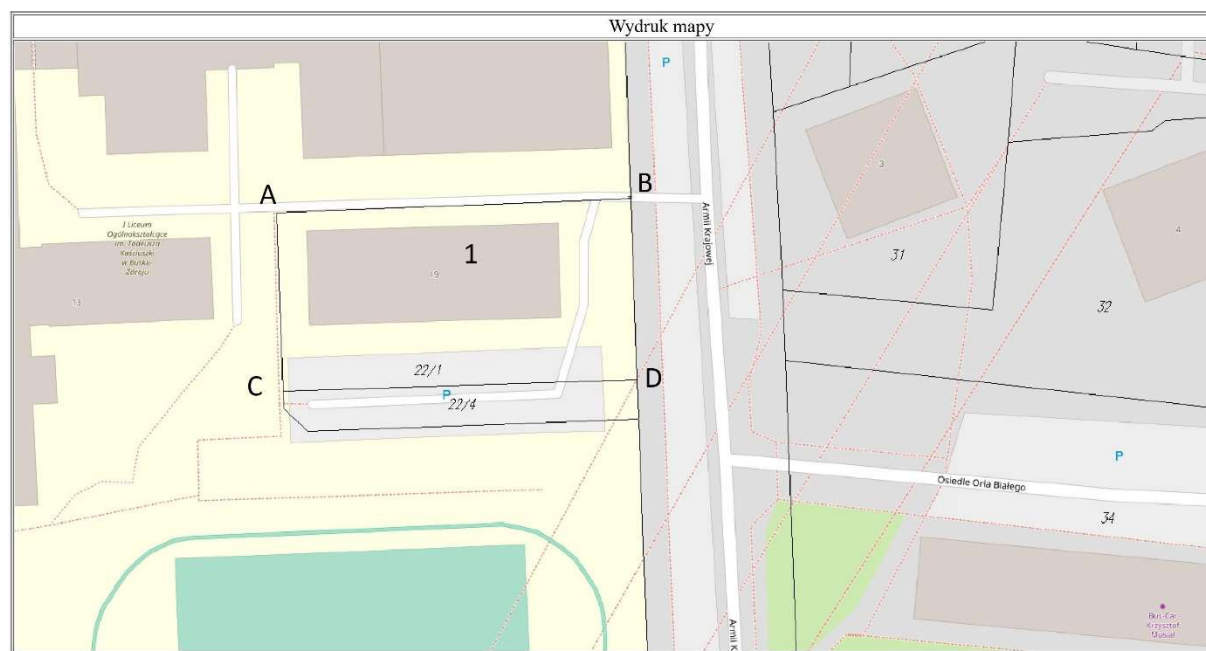 Wydruk mapy
P
A
B
3
I Liceum
Ogólnokształcące
im. Tadeusza
Kościuszki
w Busku-
Zdroju
Armii Krajowej
1
19
4
31
13
32
22/1
C
D
P
22/4
P
Osiedle Orła Białego
34
Bus-Car
Krzysztof
Musiał
Armii K